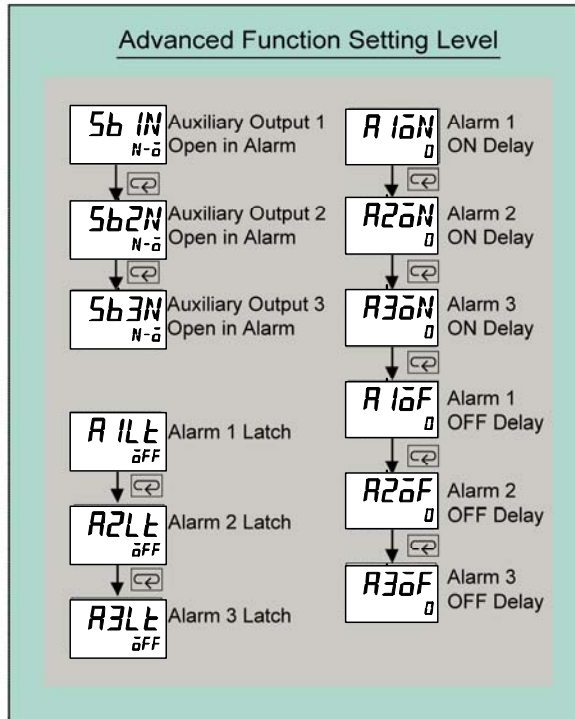 Advanced Function Setting Level
Sb1N
N-o
Auxiliary Output 1
Open in Alarm
Sb2N
N-o
Auxiliary Output 2
Open in Alarm
Sb3N
N-o
Auxiliary Output 3
Open in Alarm
A1Lt
oFF
Alarm 1 Latch
A2Lt
oFF
Alarm 2 Latch
A3Lt
oFF
Alarm 3 Latch
A1oN
0
Alarm 1
ON Delay
A2oN
0
Alarm 2
ON Delay
A3oN
0
Alarm 3
ON Delay
A1oF
0
Alarm 1
OFF Delay
A2oF
0
Alarm 2
OFF Delay
A3oF
0
Alarm 3
OFF Delay